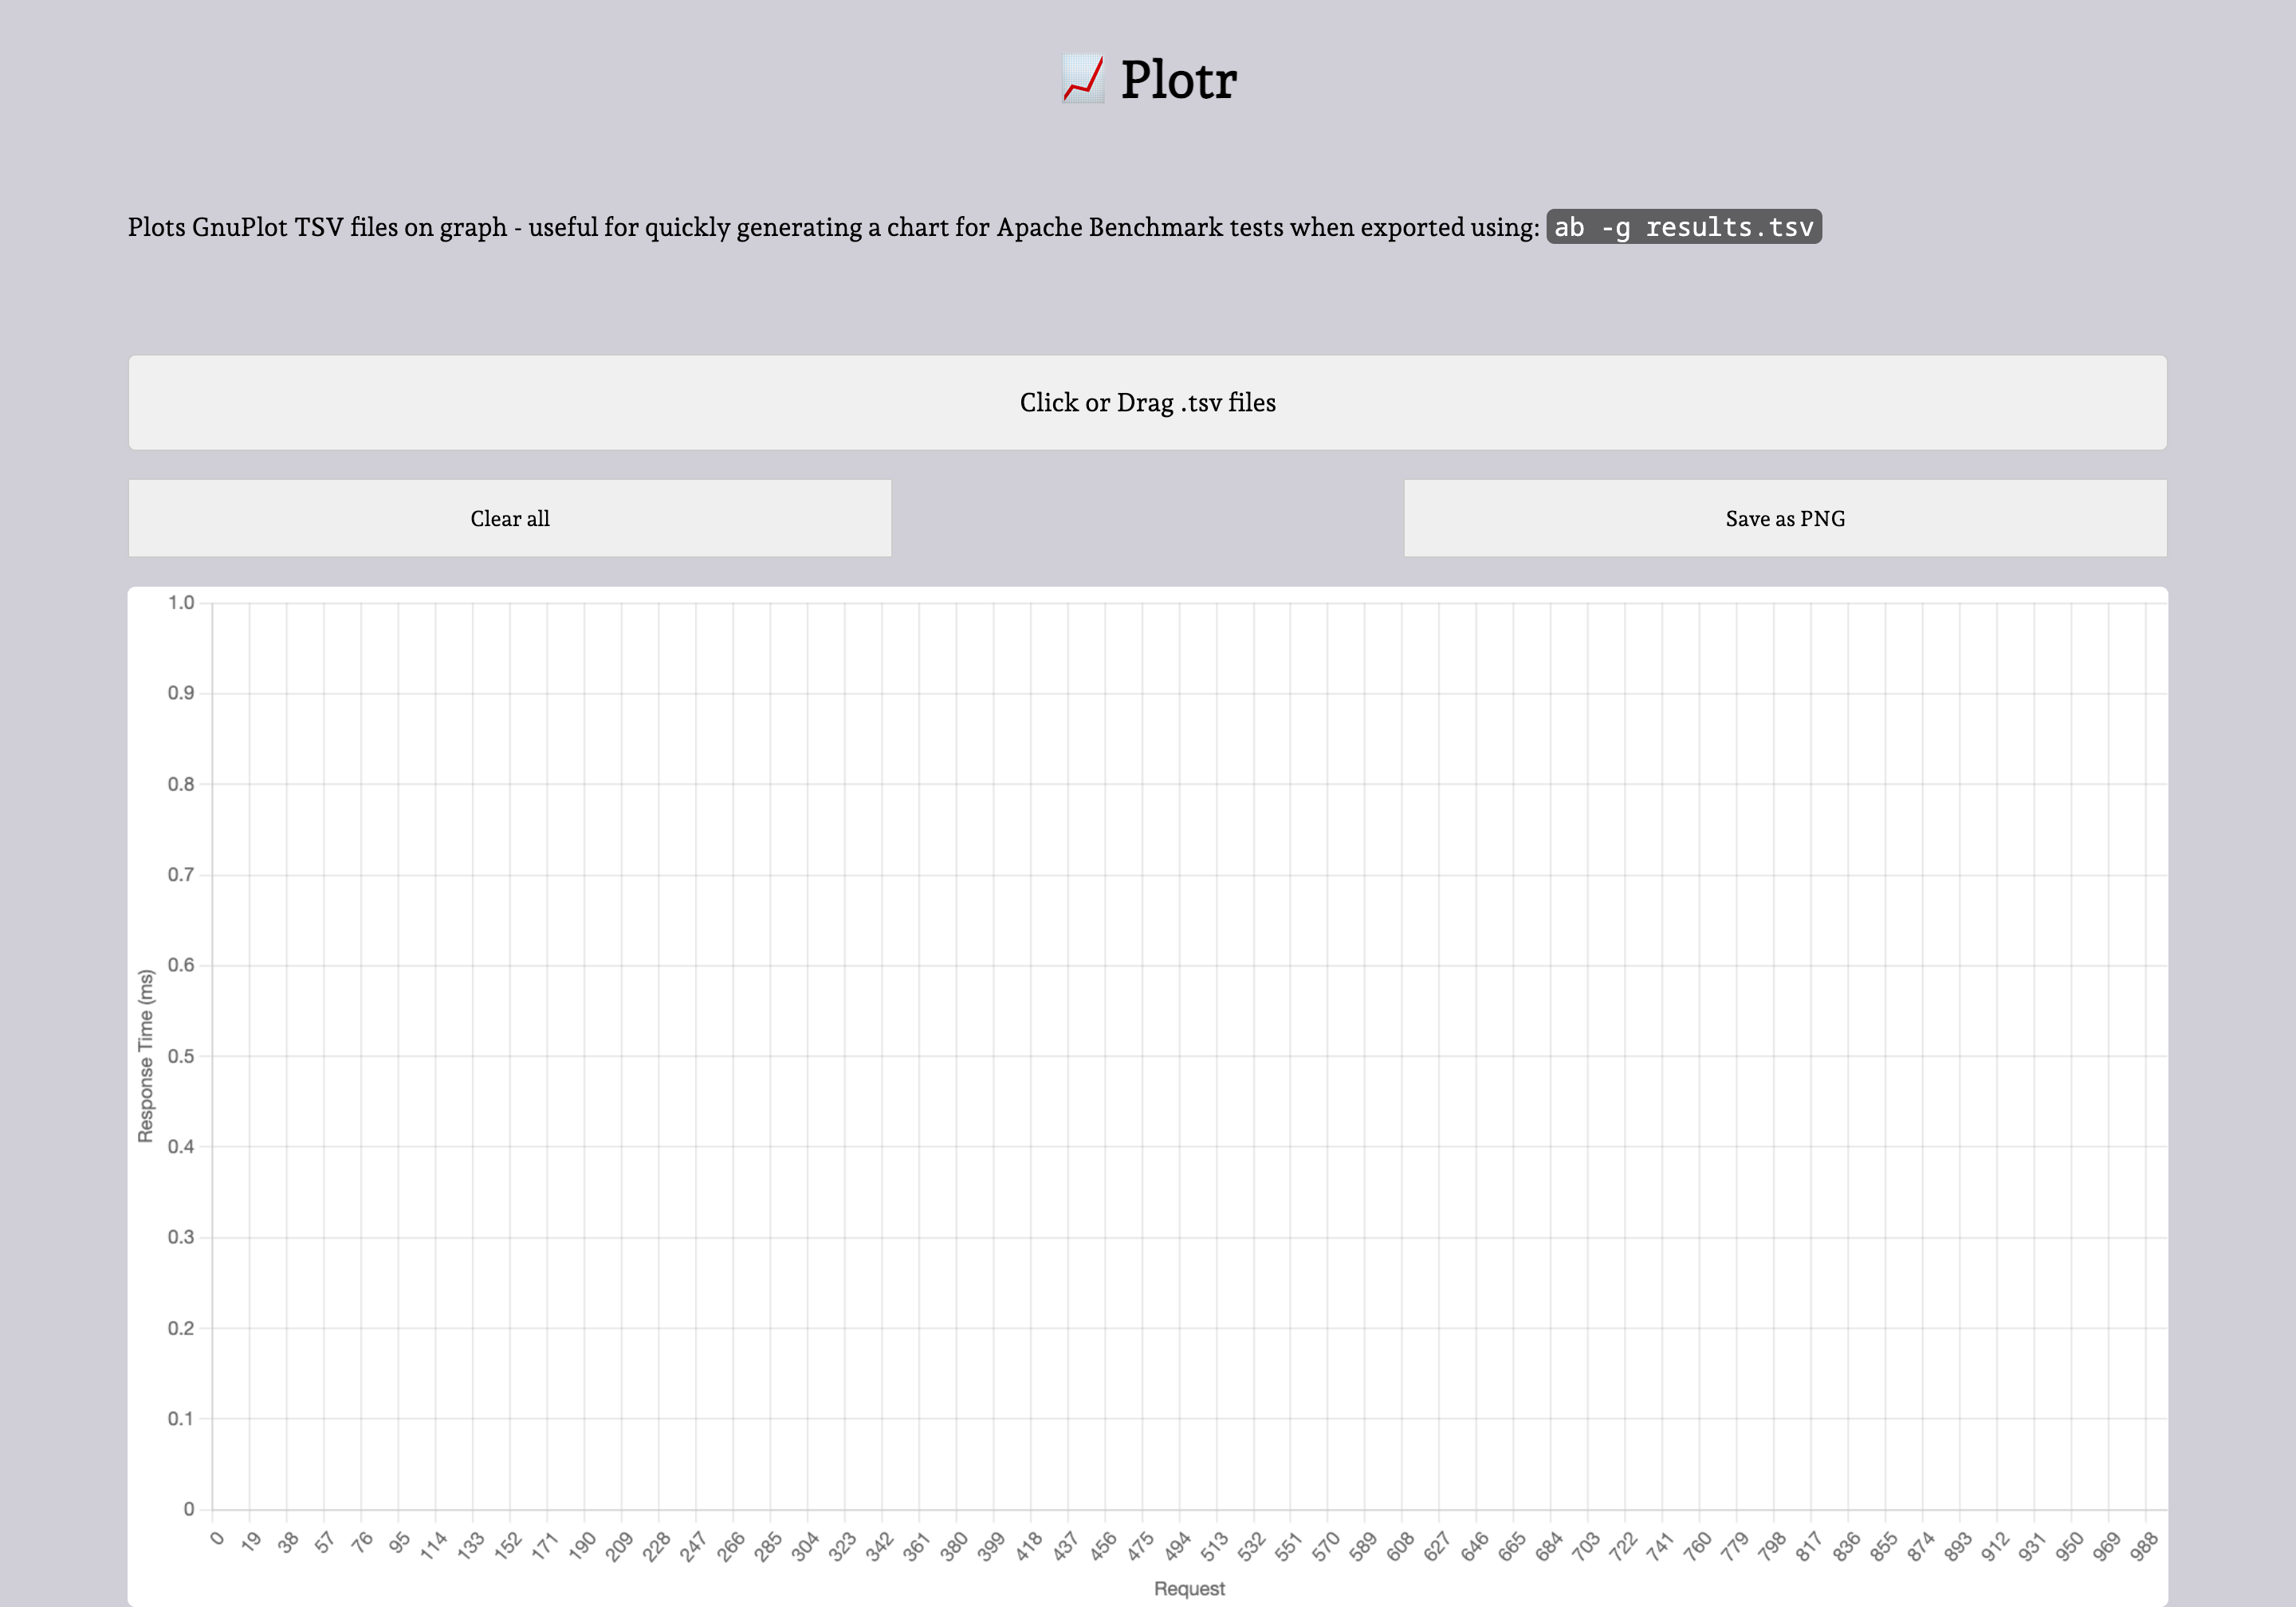 Plotr
Plots GnuPlot TSV files on graph - useful for quickly generating a chart for Apache Benchmark tests when exported using: ab -g results.tsv
Click or Drag .tsv files
Clear all
Save as PNG
1.0
0.9
0.8
0.7
0.6
0.5
0.4
0.3
0.2
0.1
0
Response Time (ms)
0 19 38 57 76 95 114 133 152 171 190 209 228 247 266 285 304 323 342 361 380 399 418 437 456 475 494 513 532 551 570 589 608 627 646 665 684 703 722 741 760 779 798 817 836 855 874 893 912 931 950 969 988
Request